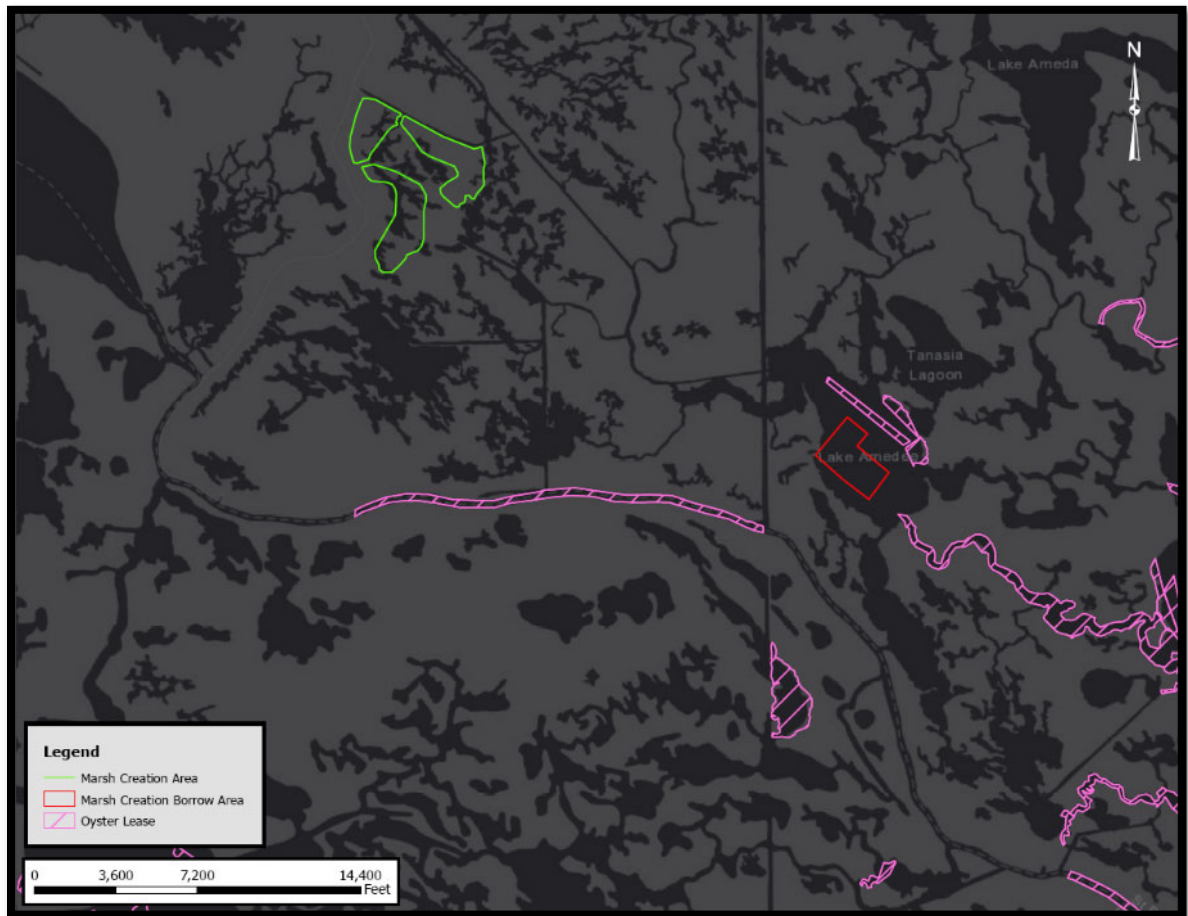 Lake Ameda
N
Tanasia
Lagoon
Lake Amedee
Legend
Marsh Creation Area
Marsh Creation Borrow Area
Oyster Lease
0 3,600 7,200 14,400
Feet